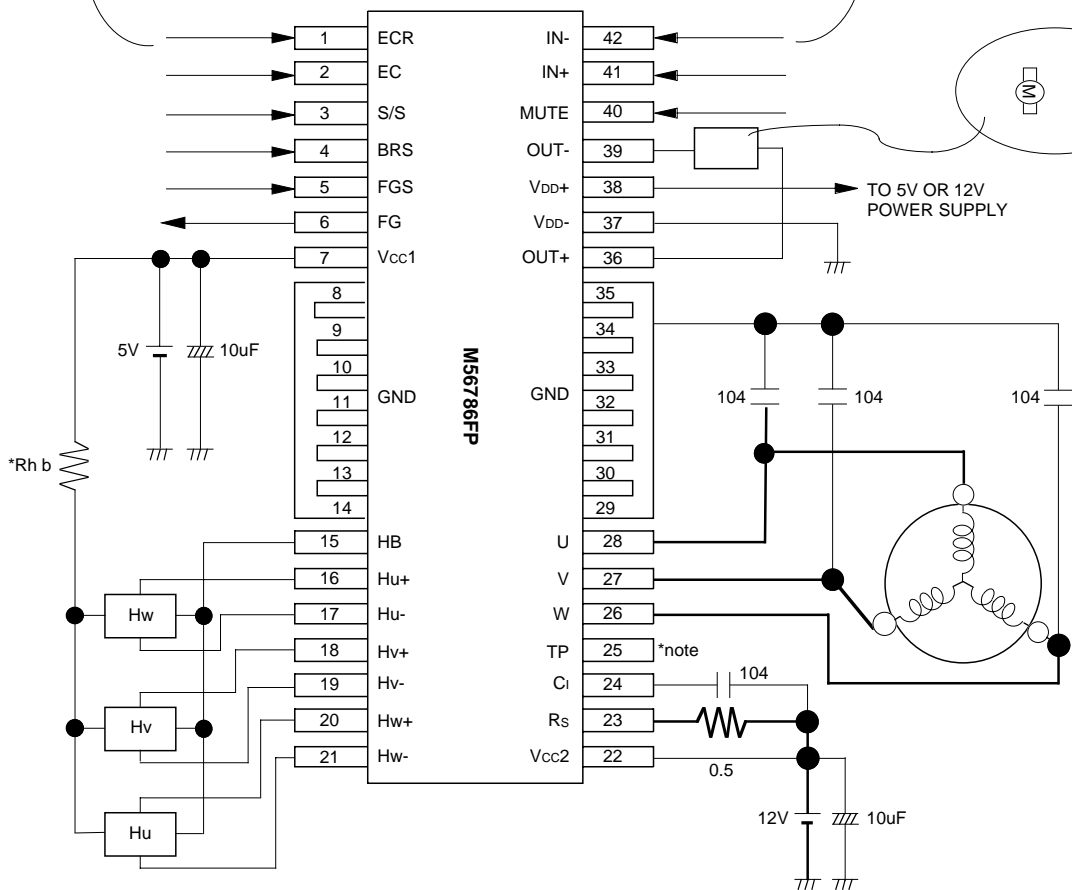 1 ECR IN- 42
2 EC IN+ 41
3 S/S MUTE 40
4 BRS OUT- 39
5 FGS VDD+ 38
6 FG VDD- 37
7 Vcc1 OUT+ 36
M
TO 5V OR 12V
POWER SUPPLY
8 35
9 34
10 33
GND GND
11 32
12 31
13 30
14 29
M56786FP
5V 10uF
*Rh b
104 104 104
15 HB U 28
16 Hu+ V 27
17 Hu- W 26
18 Hv+ TP 25 *note
19 Hv- CI 24 104
20 Hw+ RS 23
21 Hw- Vcc2 22 0.5
Hw
Hv
Hu
12V 10uF